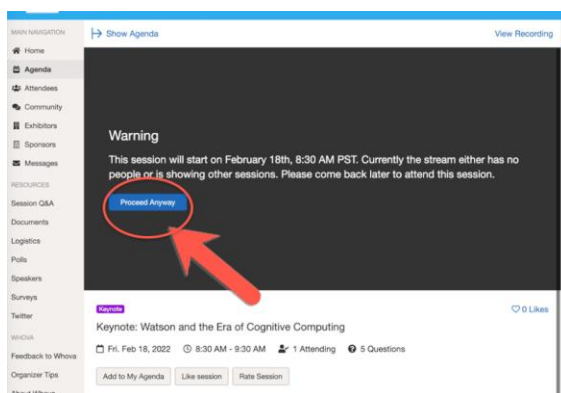 MAIN NAVIGATION
Home
Agenda
Attendees
Community
Exhibitors
Sponsors
Messages
RESOURCES
Session Q&A
Documents
Logistics
Polls
Speakers
Surveys
Twitter
WHOVA
Feedback to Whova
Organizer Tips
About Whova
Show Agenda
View Recording
Warning
This session will start on February 18th, 8:30 AM PST. Currently the stream either has no
people or is showing other sessions. Please come back later to attend this session.
Proceed Anyway
Keynote
0 Likes
Keynote: Watson and the Era of Cognitive Computing
Fri. Feb 18, 2022 8:30 AM - 9:30 AM 1 Attending 5 Questions
Add to My Agenda Like session Rate Session